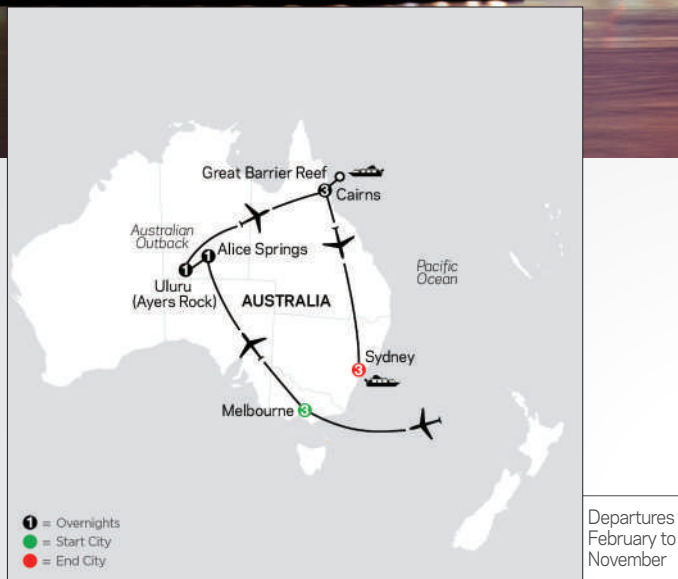 Great Barrier Reef
3 Cairns
Australian
Outback
1 Alice Springs
1
Uluru
(Ayers Rock)
AUSTRALIA
Pacific
Ocean
Sydney
3
Melbourne 3
1 = Overnights
= Start City
= End City
Departures
February to
November